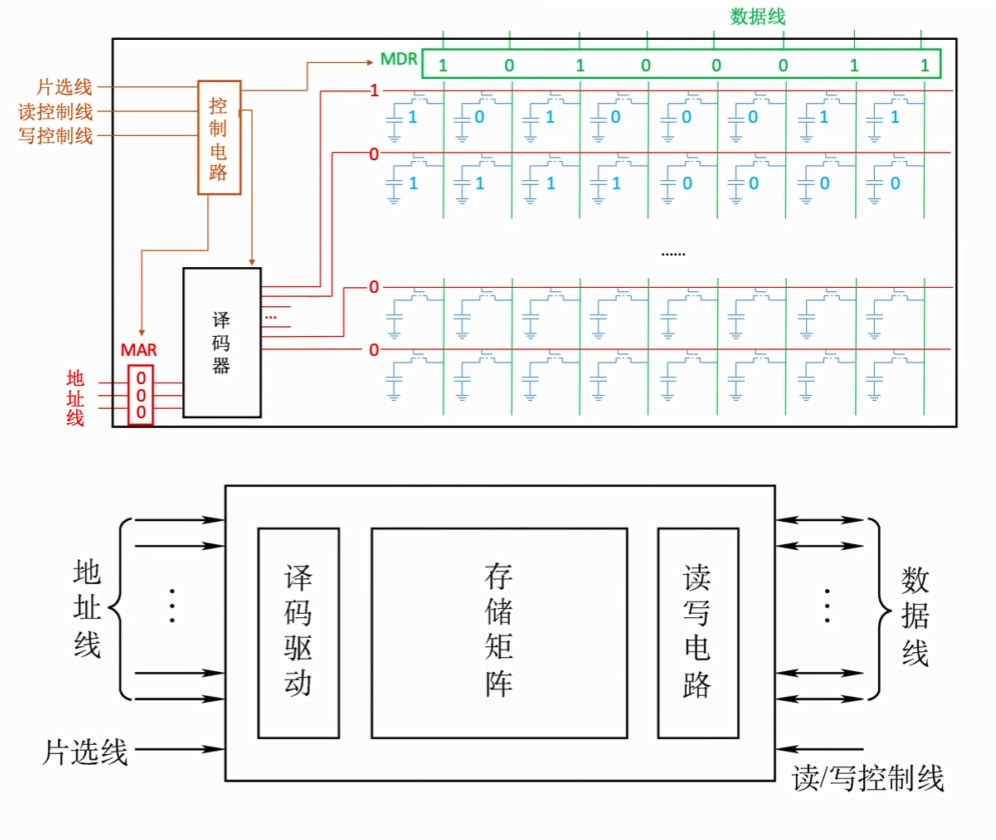 数据线
MDR 1 0 1 0 0 0 1 1
片选线
读控制线
写控制线
控制电路
1
1 0 1 0 0 0 1 1
0
1 1 1 1 0 0 0 0
......
0
0
译码器
...
MAR
地址线
0
0
0
地址线
译码驱动
存储矩阵
读写电路
数据线
片选线
读/写控制线